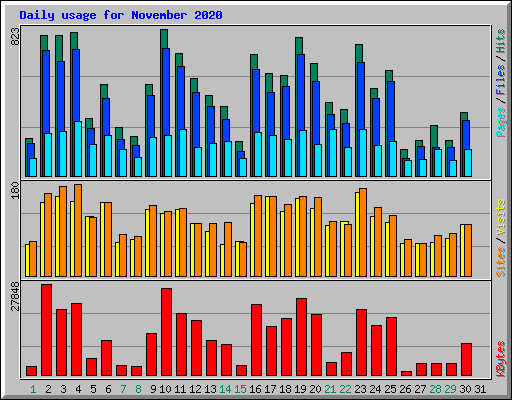 Daily usage for November 2020
823
Pages / Files / Hits
180
Sites / Visits
27848
KBytes
1 2 3 4 5 6 7 8 9 10 11 12 13 14 15 16 17 18 19 20 21 22 23 24 25 26 27 28 29 30 31